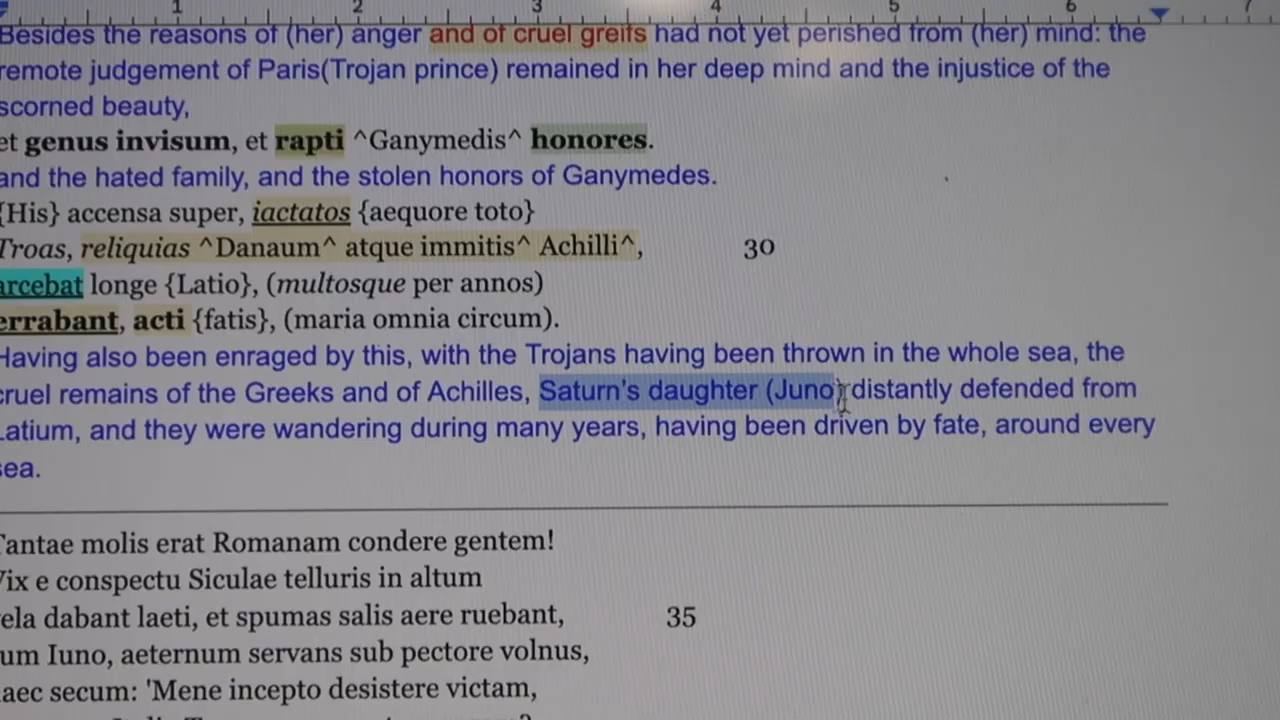 1 2 3 4 5 6 7
Besides the reasons of (her) anger and of cruel greifs had not yet perished from (her) mind: the
remote judgement of Paris(Trojan prince) remained in her deep mind and the injustice of the
scorned beauty,
et genus invisum, et rapti ^Ganymedis^ honores.
and the hated family, and the stolen honors of Ganymedes.
{His} accensa super, iactatos {aequore toto}
Troas, reliquias ^Danaum^ atque immitis^ Achilli^, 30
arcebat longe {Latio}, (multosque per annos)
errabant, acti {fatis}, (maria omnia circum).
Having also been enraged by this, with the Trojans having been thrown in the whole sea, the
cruel remains of the Greeks and of Achilles, Saturn's daughter (Juno) distantly defended from
Latium, and they were wandering during many years, having been driven by fate, around every
sea.
Tantae molis erat Romanam condere gentem!
Vix e conspectu Siculae telluris in altum
vela dabant laeti, et spumas salis aere ruebant, 35
um Iuno, aeternum servans sub pectore volnus,
haec secum: 'Mene incepto desistere victam,